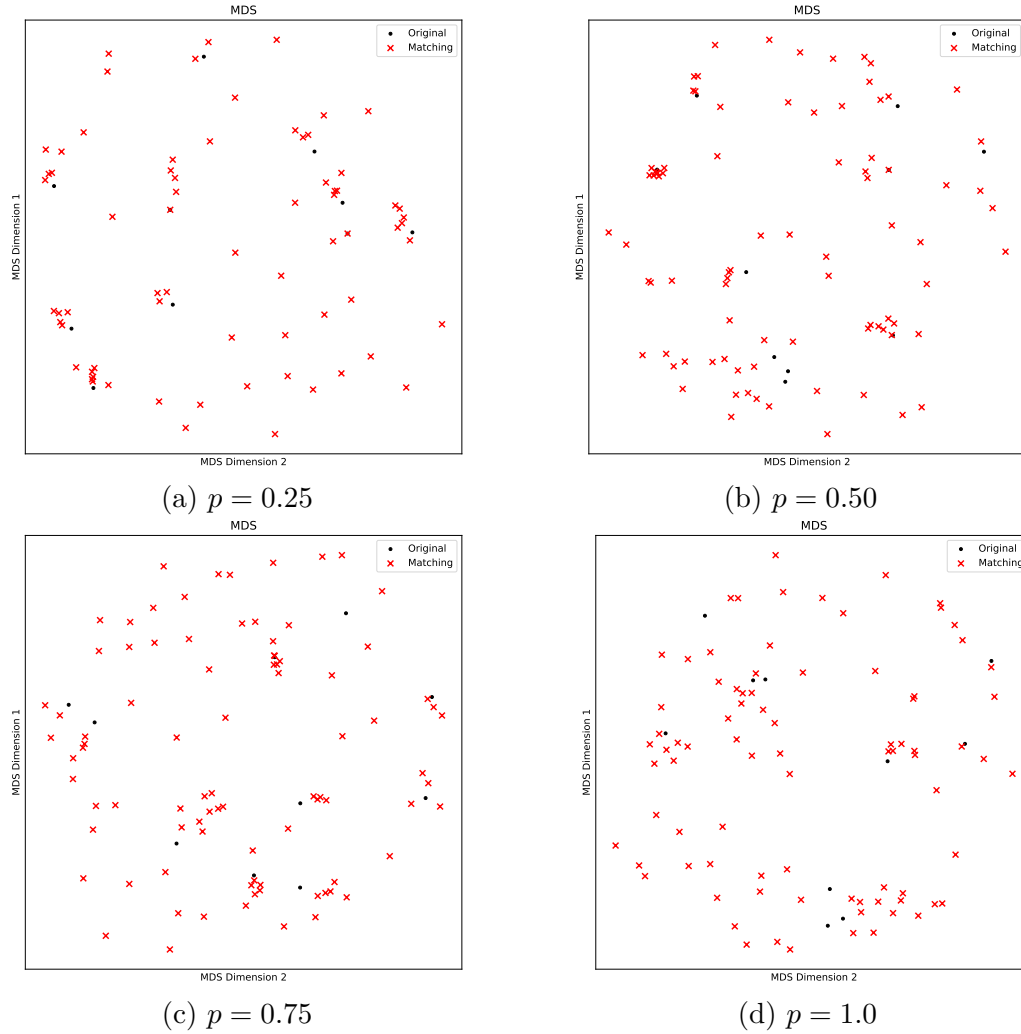 MDS
Original
Matching
MDS Dimension 1
MDS Dimension 2
(a) p = 0.25
MDS
Original
Matching
MDS Dimension 1
MDS Dimension 2
(b) p = 0.50
MDS
Original
Matching
MDS Dimension 1
MDS Dimension 2
(c) p = 0.75
MDS
Original
Matching
MDS Dimension 1
MDS Dimension 2
(d) p = 1.0